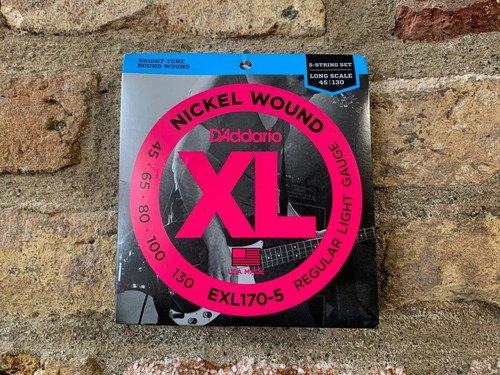 BRIGHT TONE
ROUND WOUND
5-STRING SET
LONG SCALE
45 | 130
NICKEL WOUND
D'Addario
XL
45 • 65 • 80 • 100 • 130
USA MADE
EXL170-5
REGULAR LIGHT GAUGE